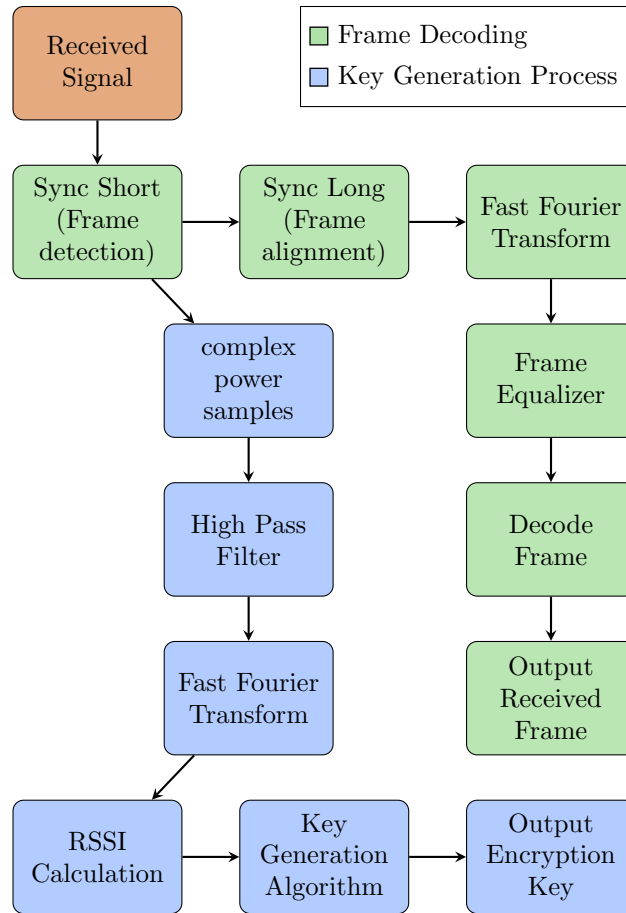 Received
Signal
Frame Decoding
Key Generation Process
Sync Short
(Frame
detection)
Sync Long
(Frame
alignment)
Fast Fourier
Transform
complex
power
samples
Frame
Equalizer
High Pass
Filter
Decode
Frame
Fast Fourier
Transform
Output
Received
Frame
RSSI
Calculation
Key
Generation
Algorithm
Output
Encryption
Key